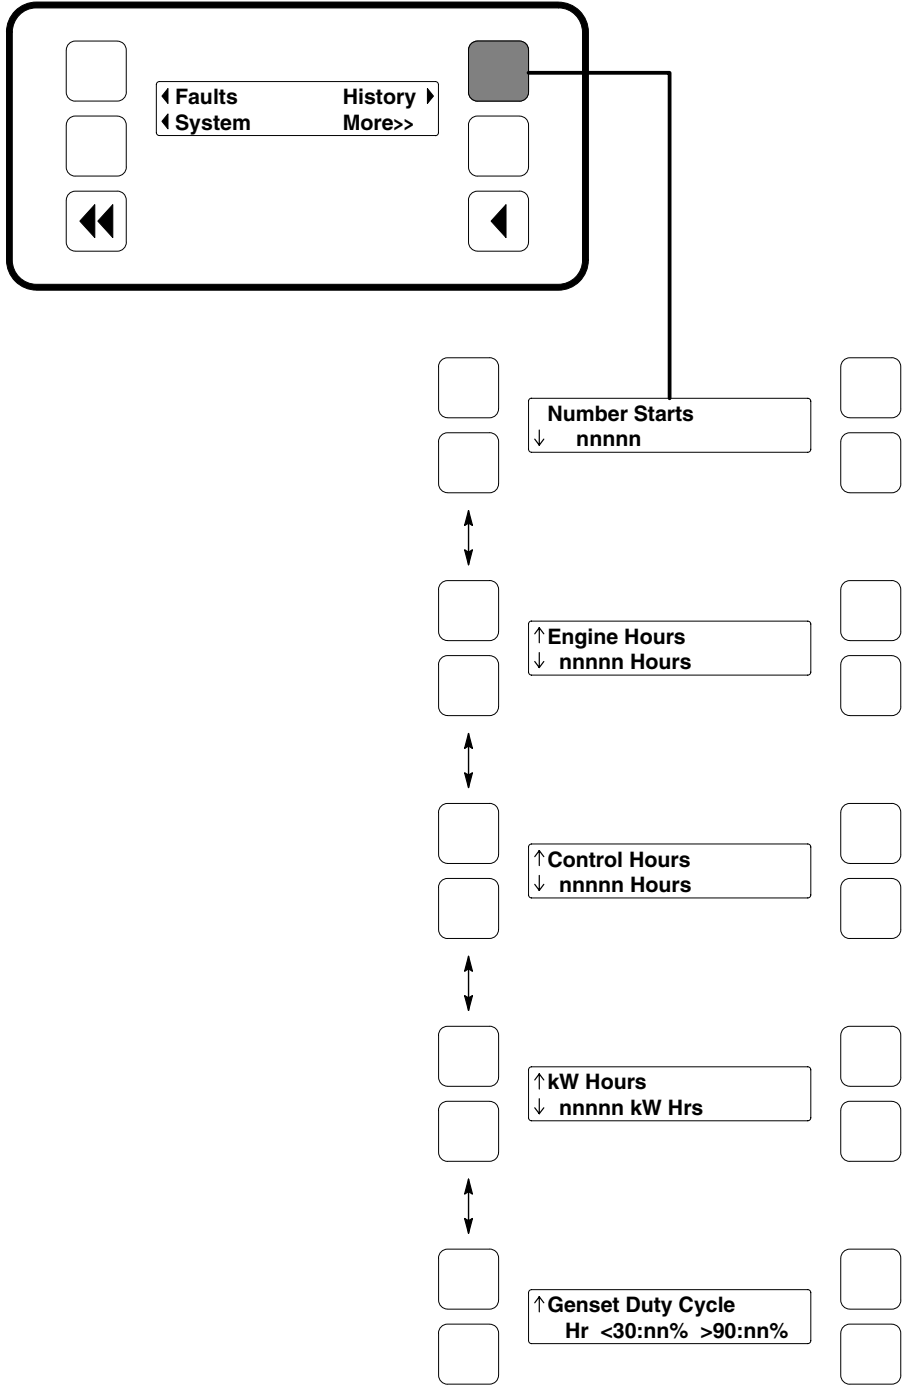 Faults History
System More>>
Number Starts
↓ nnnnn
↑Engine Hours
↓ nnnnn Hours
↑Control Hours
↓ nnnnn Hours
↑kW Hours
↓ nnnnn kW Hrs
↑Genset Duty Cycle
Hr <30:nn% >90:nn%